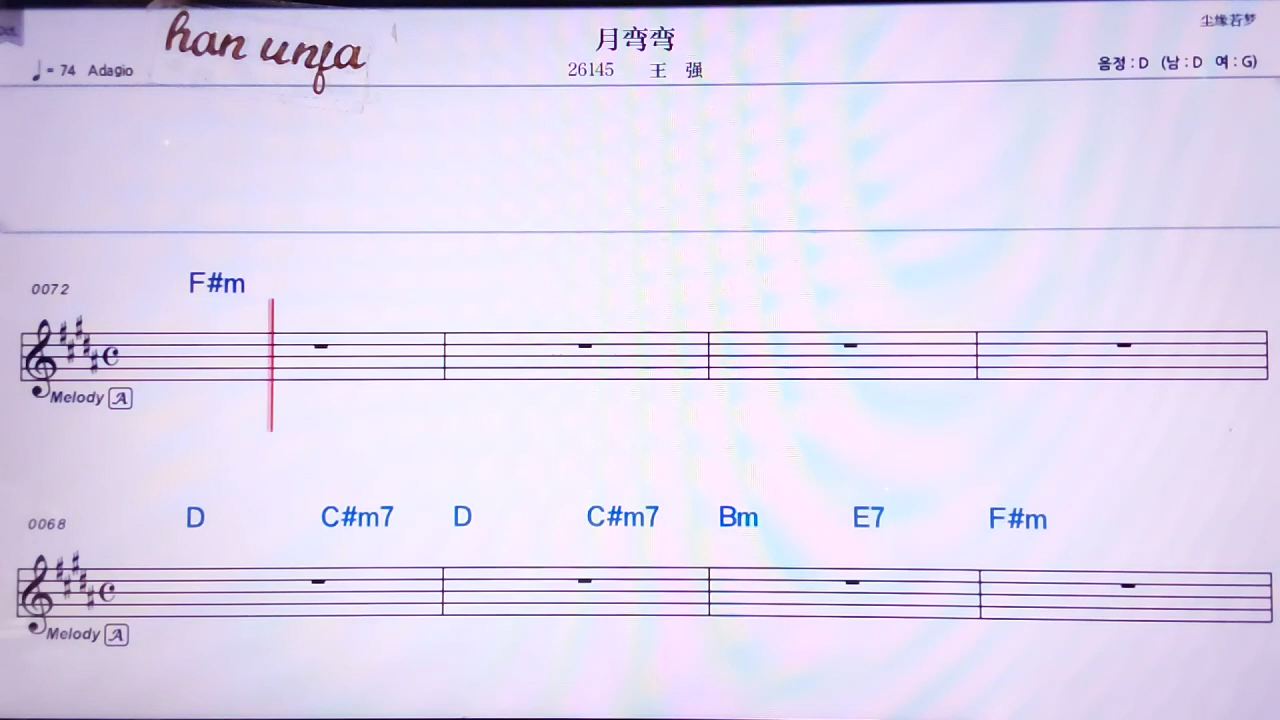 han unfa
月弯弯
尘缘若梦
♩= 74 Adagio
26145 王 强
음정 : D (남 : D 여 : G)
0072
F#m
Melody A
0068
D C#m7 D C#m7 Bm E7 F#m
Melody A